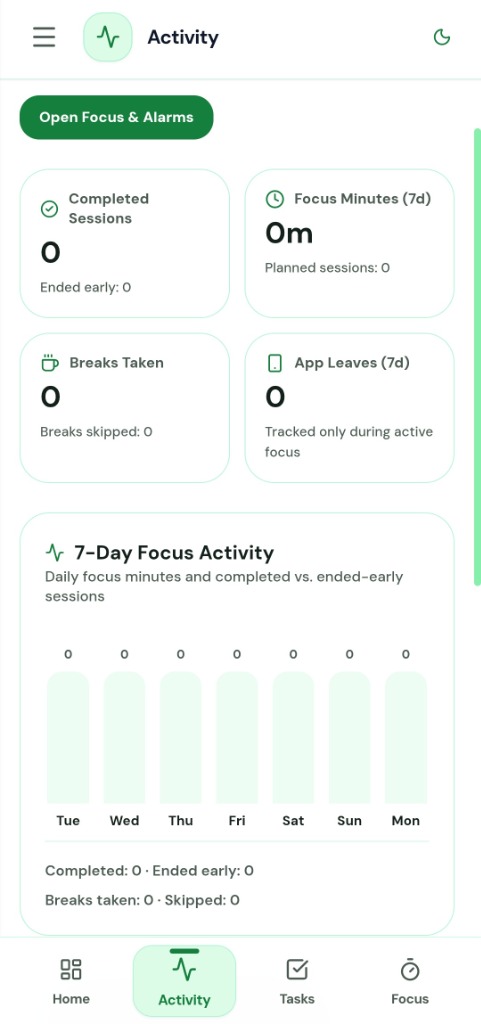 Activity
Open Focus & Alarms
Completed
Sessions
0
Ended early: 0
Focus Minutes (7d)
0m
Planned sessions: 0
Breaks Taken
0
Breaks skipped: 0
App Leaves (7d)
0
Tracked only during active
focus
7-Day Focus Activity
Daily focus minutes and completed vs. ended-early
sessions
0 0 0 0 0 0 0
Tue Wed Thu Fri Sat Sun Mon
Completed: 0 · Ended early: 0
Breaks taken: 0 · Skipped: 0
Home Activity Tasks Focus